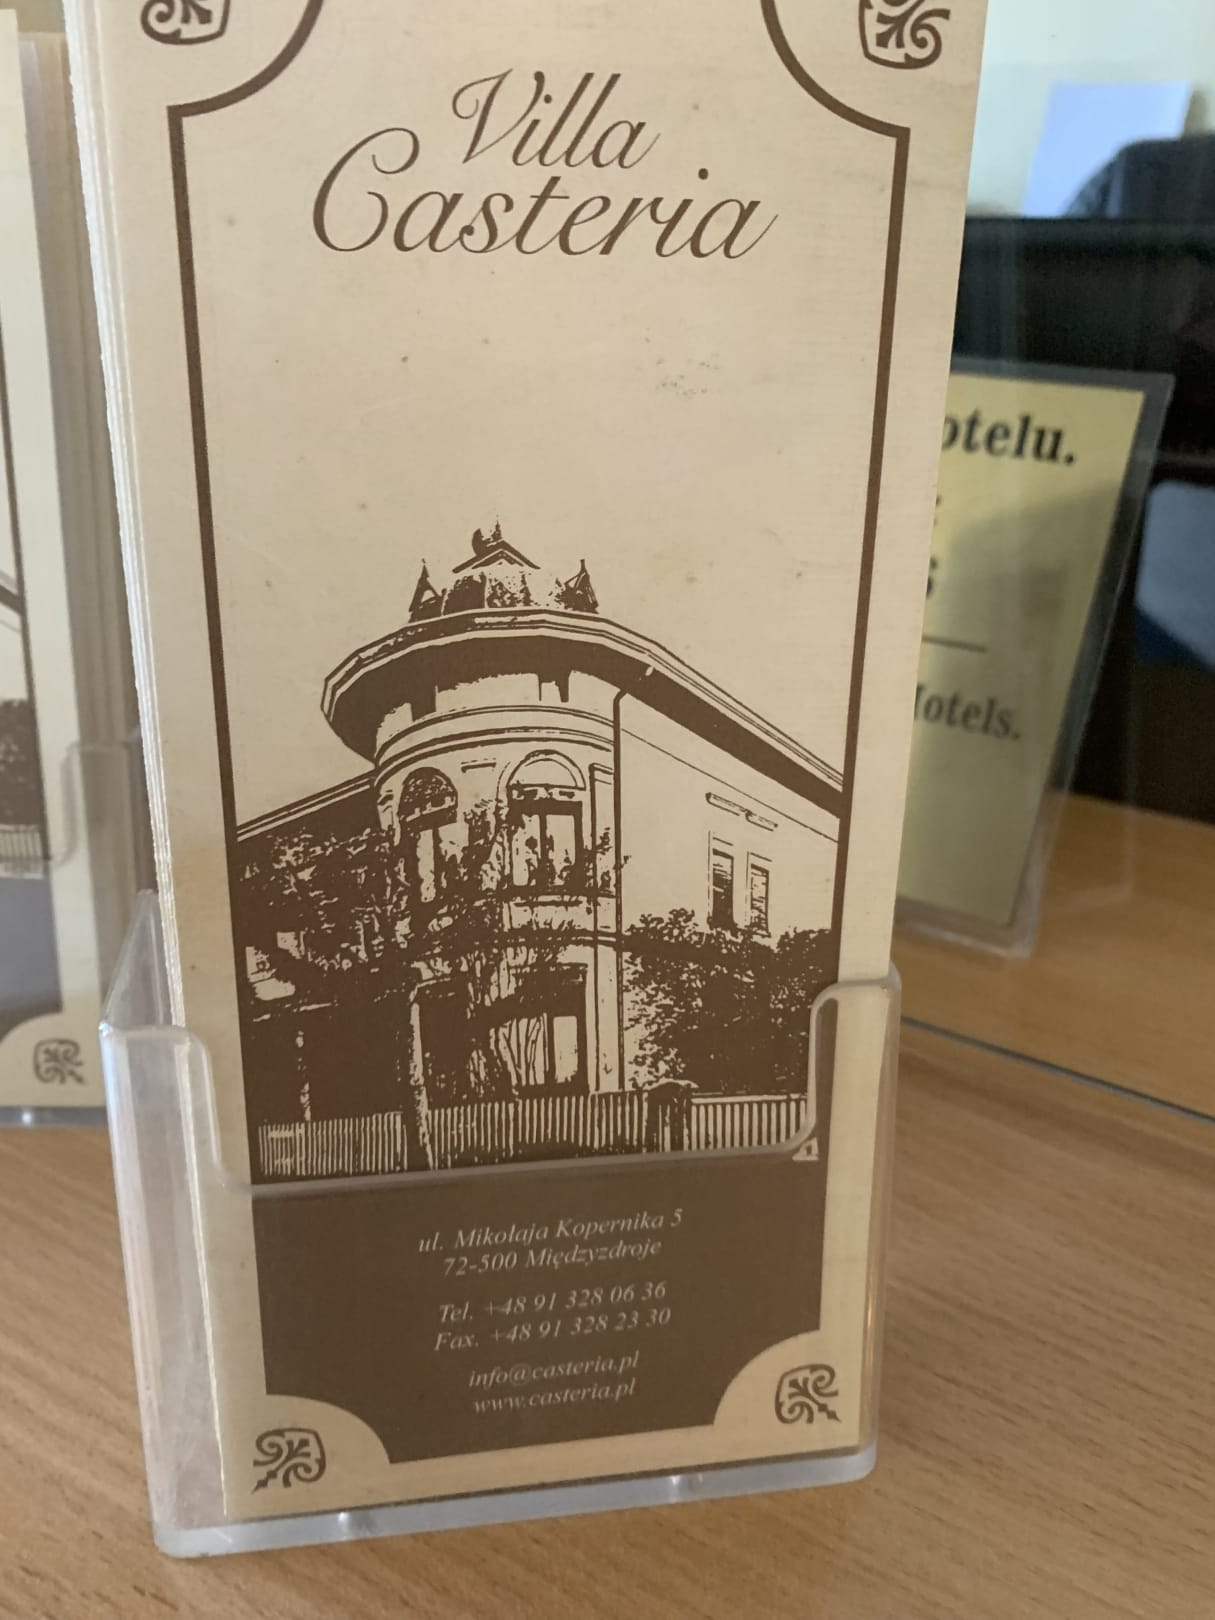 Villa
Casteria
otelu.
Hotels.
ul. Mikołaja Kopernika 5
72-500 Międzyzdroje
Tel. +48 91 328 06 36
Fax. +48 91 328 23 30
info@casteria.pl
www.casteria.pl